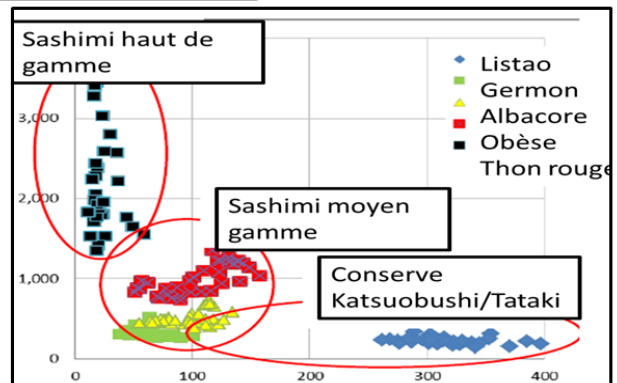 Sashimi haut de
gamme
Listao
Germon
Albacore
Obèse
Thon rouge
3,000
2,000
1,000
0
Sashimi moyen
gamme
Conserve
Katsuobushi/Tataki
0
100
200
300
400